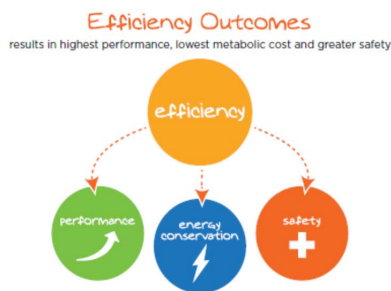 Efficiency Outcomes
results in highest performance, lowest metabolic cost and greater safety
efficiency
performance
energy
conservation
safety